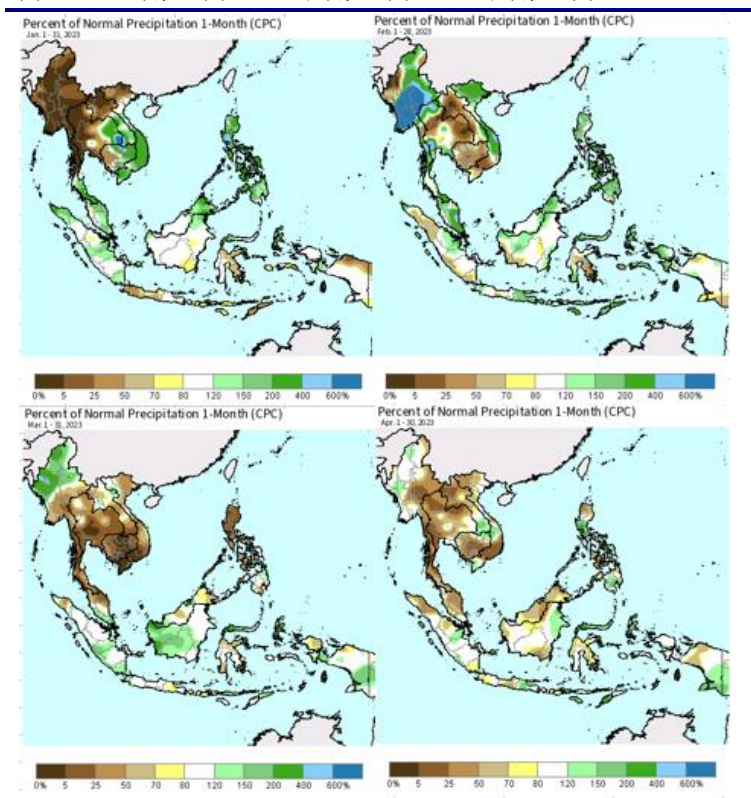 Percent of Normal Precipitation 1-Month (CPC)
Jan. 1 - 31, 2023
0% 5 25 50 70 80 120 150 200 400 600%
Percent of Normal Precipitation 1-Month (CPC)
Feb. 1 - 28, 2023
0% 5 25 50 70 80 120 150 200 400 600%
Percent of Normal Precipitation 1-Month (CPC)
Mar. 1 - 31, 2023
0% 5 25 50 70 80 120 150 200 400 600%
Percent of Normal Precipitation 1-Month (CPC)
Apr. 1 - 30, 2023
0% 5 25 50 70 80 120 150 200 400 600%